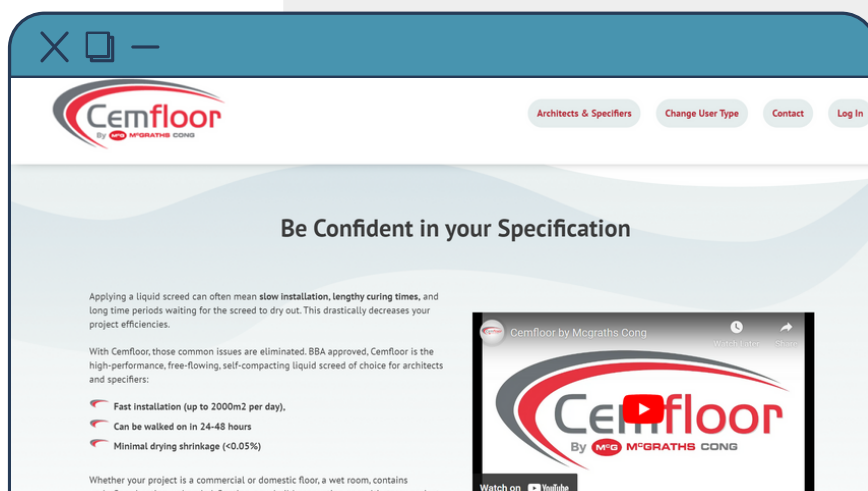 Cemfloor
By McG McGRATHS CONG
Architects & Specifiers
Change User Type
Contact
Log In
Be Confident in your Specification
Applying a liquid screed can often mean slow installation, lengthy curing times, and
long time periods waiting for the screed to dry out. This drastically decreases your
project efficiencies.
With Cemfloor, those common issues are eliminated. BBA approved, Cemfloor is the
high-performance, free-flowing, self-compacting liquid screed of choice for architects
and specifiers:
Fast installation (up to 2000m2 per day),
Can be walked on in 24-48 hours
Minimal drying shrinkage (<0.05%)
Whether your project is a commercial or domestic floor, a wet room, contains
Cemfloor by Mcgraths Cong
Watch Later
Share
Cemfloor
By McG McGRATHS CONG
Watch on YouTube